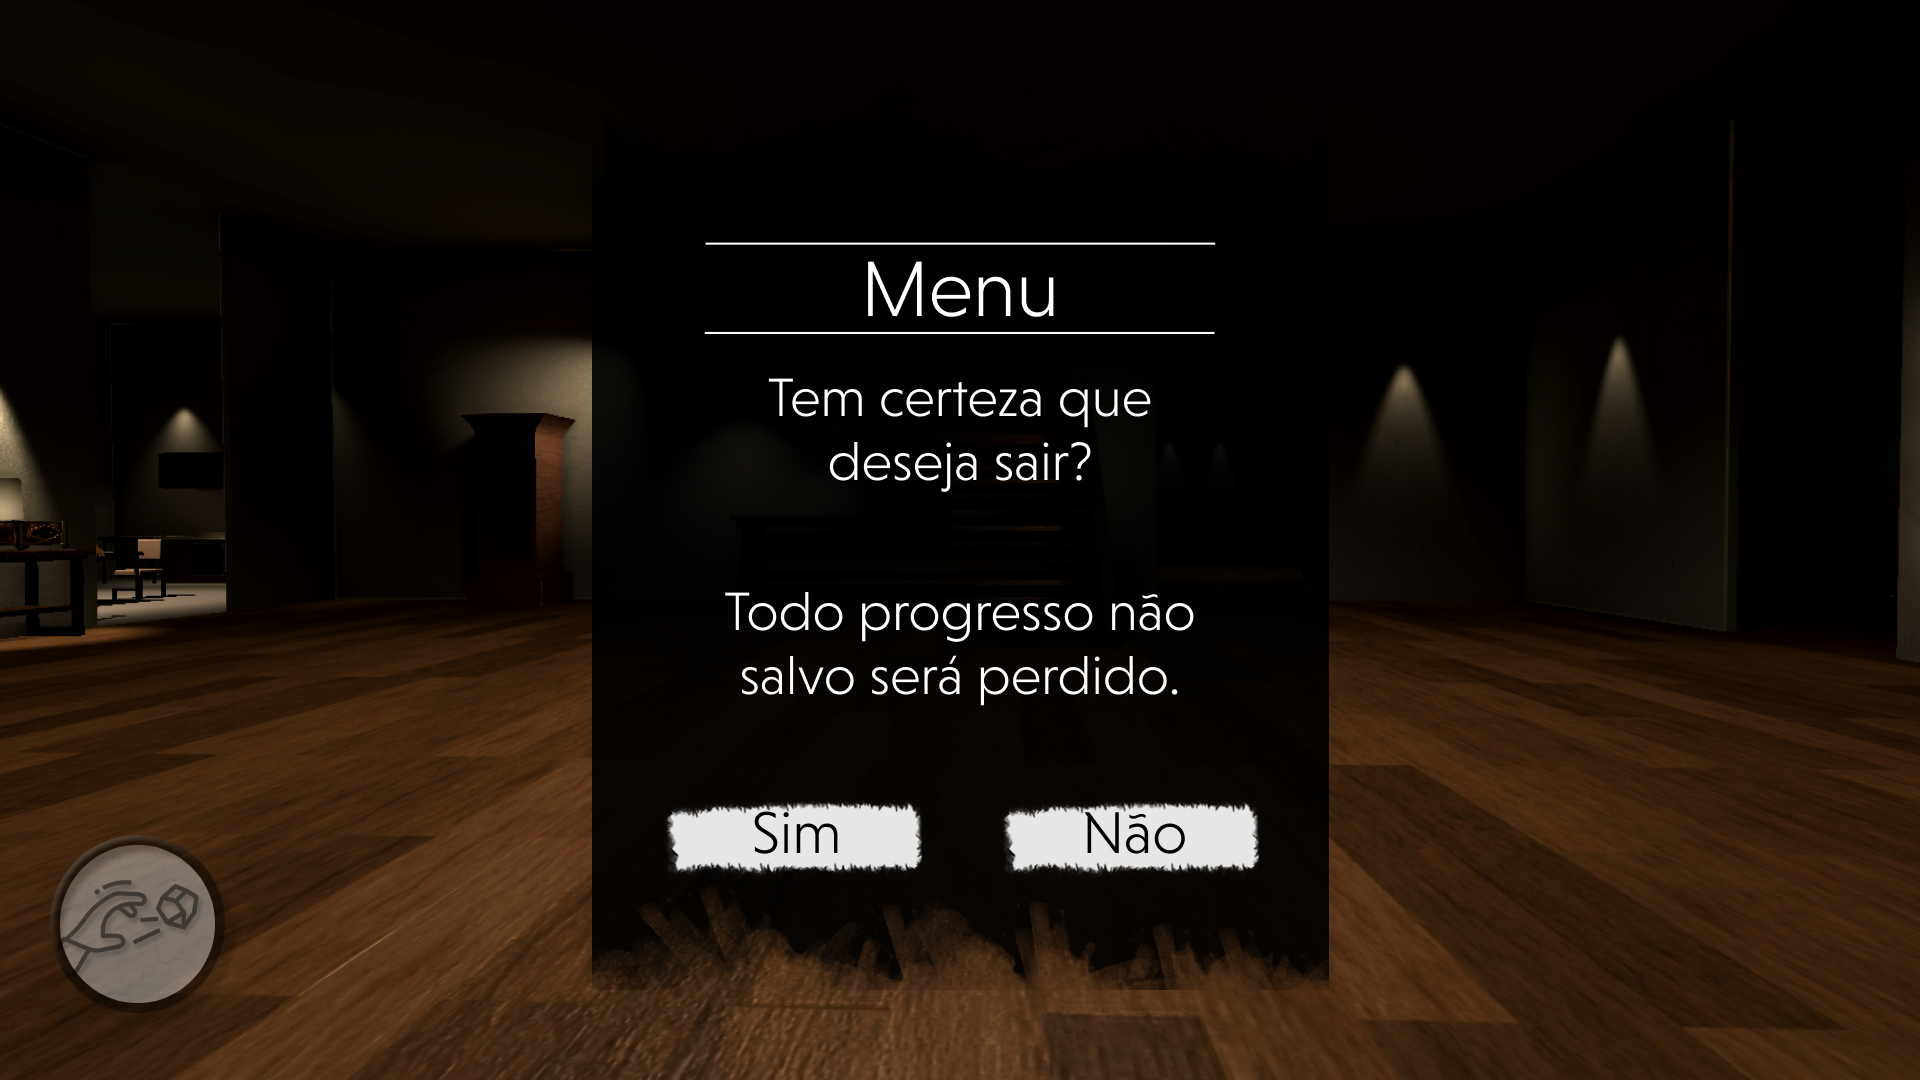 Menu
Tem certeza que
deseja sair?
Todo progresso não
salvo será perdido.
Sim
Não